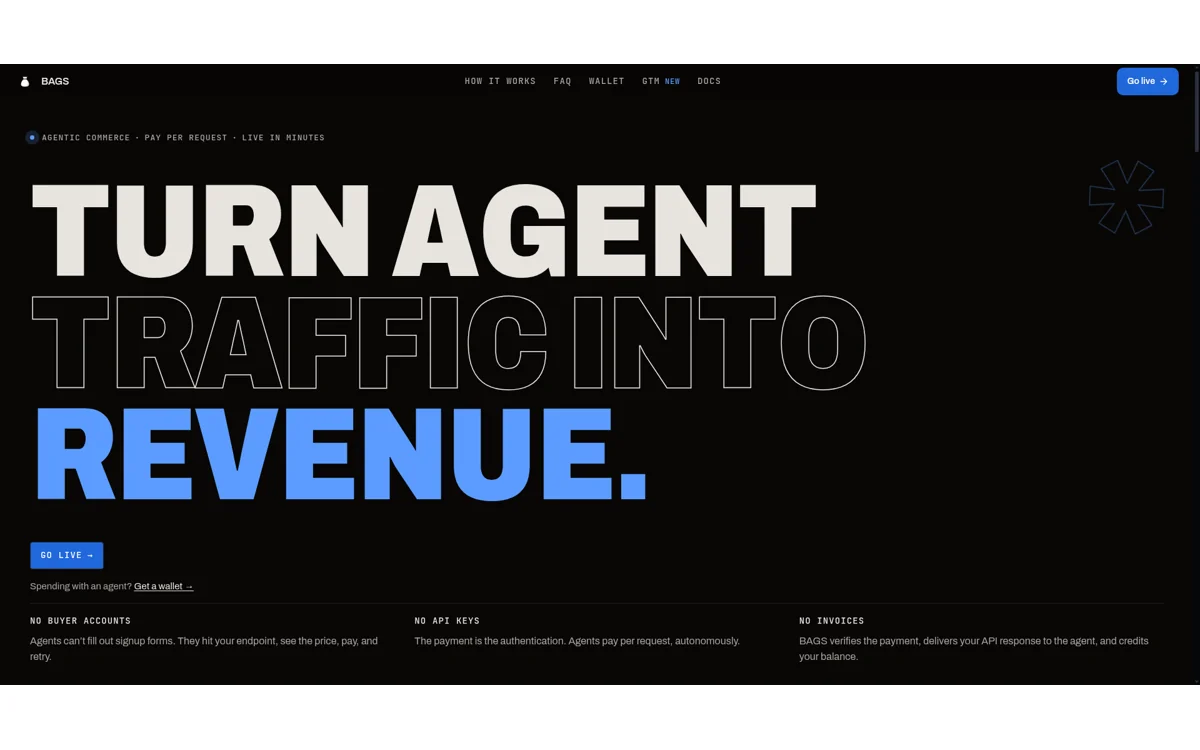 BAGS
HOW IT WORKS FAQ WALLET GTM NEW DOCS
Go live →
AGENTIC COMMERCE · PAY PER REQUEST · LIVE IN MINUTES
TURN AGENT
TRAFFIC INTO
REVENUE.
GO LIVE →
Spending with an agent? Get a wallet →
NO BUYER ACCOUNTS
Agents can't fill out signup forms. They hit your endpoint, see the price, pay, and
retry.
NO API KEYS
The payment is the authentication. Agents pay per request, autonomously.
NO INVOICES
BAGS verifies the payment, delivers your API response to the agent, and credits
your balance.